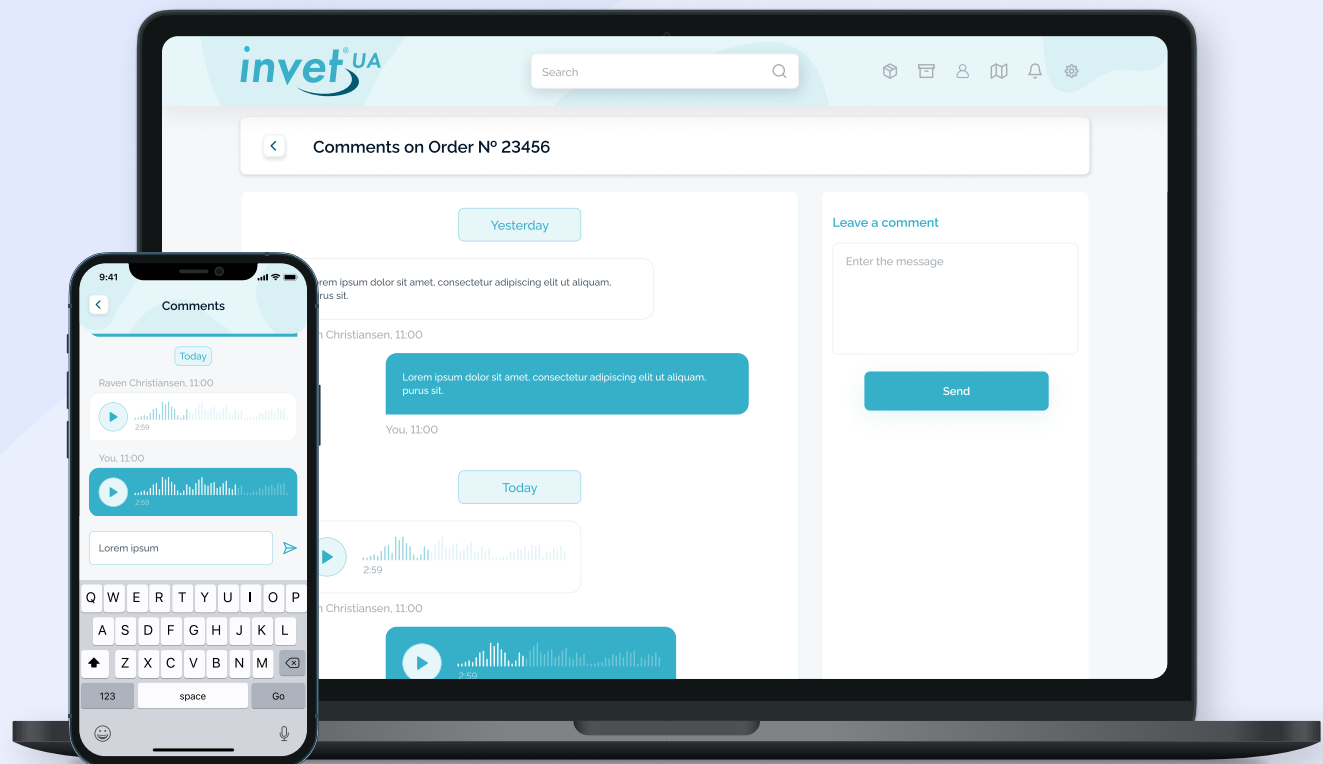 invet® UA
Search
Comments on Order Nº 23456
Yesterday
ipsum dolor sit amet, consectetur adipiscing elit ut aliquam,
sit.
Christiansen, 11:00
Lorem ipsum dolor sit amet, consectetur adipiscing elit ut aliquam,
purus sit.
You, 11:00
Today
2:59
Christiansen, 11:00
2:59
Leave a comment
Enter the message
Send
9:41
Comments
Today
Raven Christiansen, 11:00
2:59
You, 11:00
2:59
Lorem ipsum
Q W E R T Y U I O P
A S D F G H J K L
Z X C V B N M
123 space Go